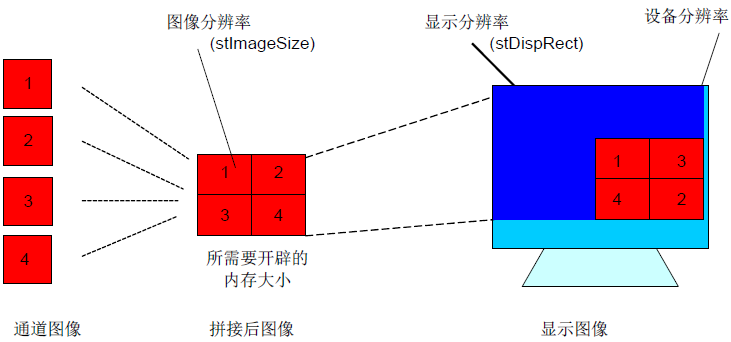 图像分辨率
(stImageSize)
显示分辨率
(stDispRect)
设备分辨率
1
2
3
4
1 2
3 4
1 3
4 2
所需要开辟的
内存大小
通道图像
拼接后图像
显示图像